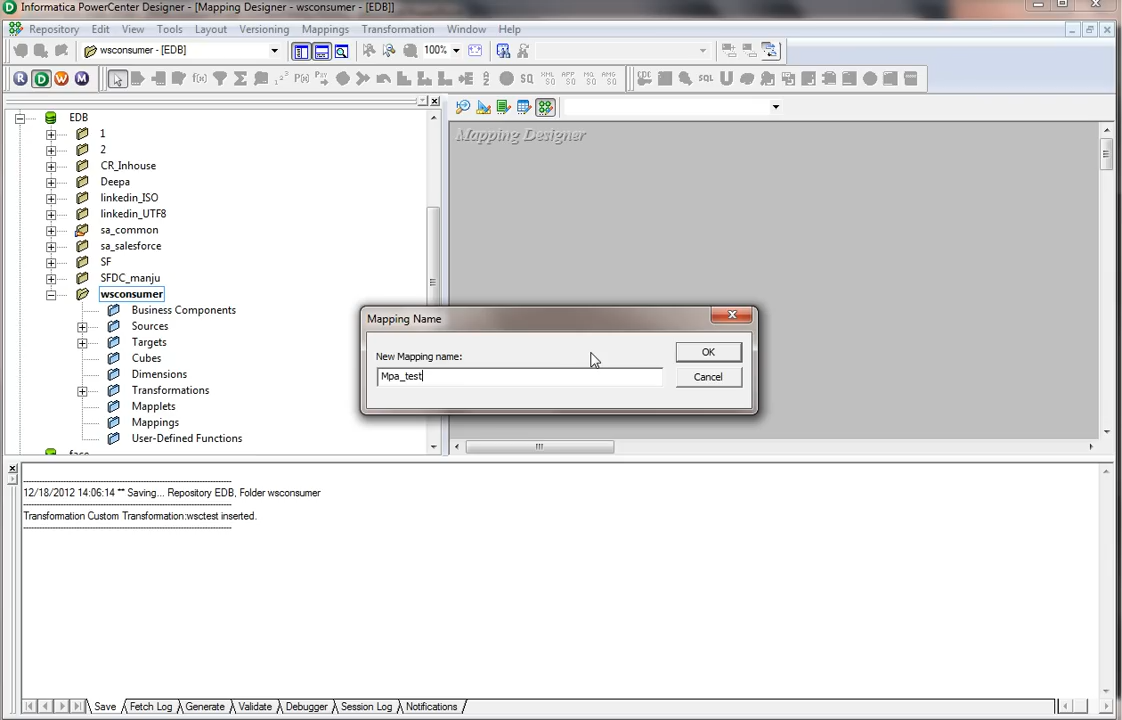 Informatica PowerCenter Designer - [Mapping Designer - wsconsumer - [EDB]]
Repository Edit View Tools Layout Versioning Mappings Transformation Window Help
wsconsumer - [EDB] 100%
EDB
1
2
CR_Inhouse
Deepa
linkedin_ISO
linkedin_UTF8
sa_common
sa_salesforce
SF
SFDC_manju
wsconsumer
Business Components
Sources
Targets
Cubes
Dimensions
Transformations
Mapplets
Mappings
User-Defined Functions
Mapping Designer
Mapping Name
New Mapping name:
Mpa_test
OK
Cancel
12/18/2012 14:06:14 ** Saving... Repository EDB, Folder wsconsumer
Transformation Custom Transformation:wsctest inserted.
Save Fetch Log Generate Validate Debugger Session Log Notifications